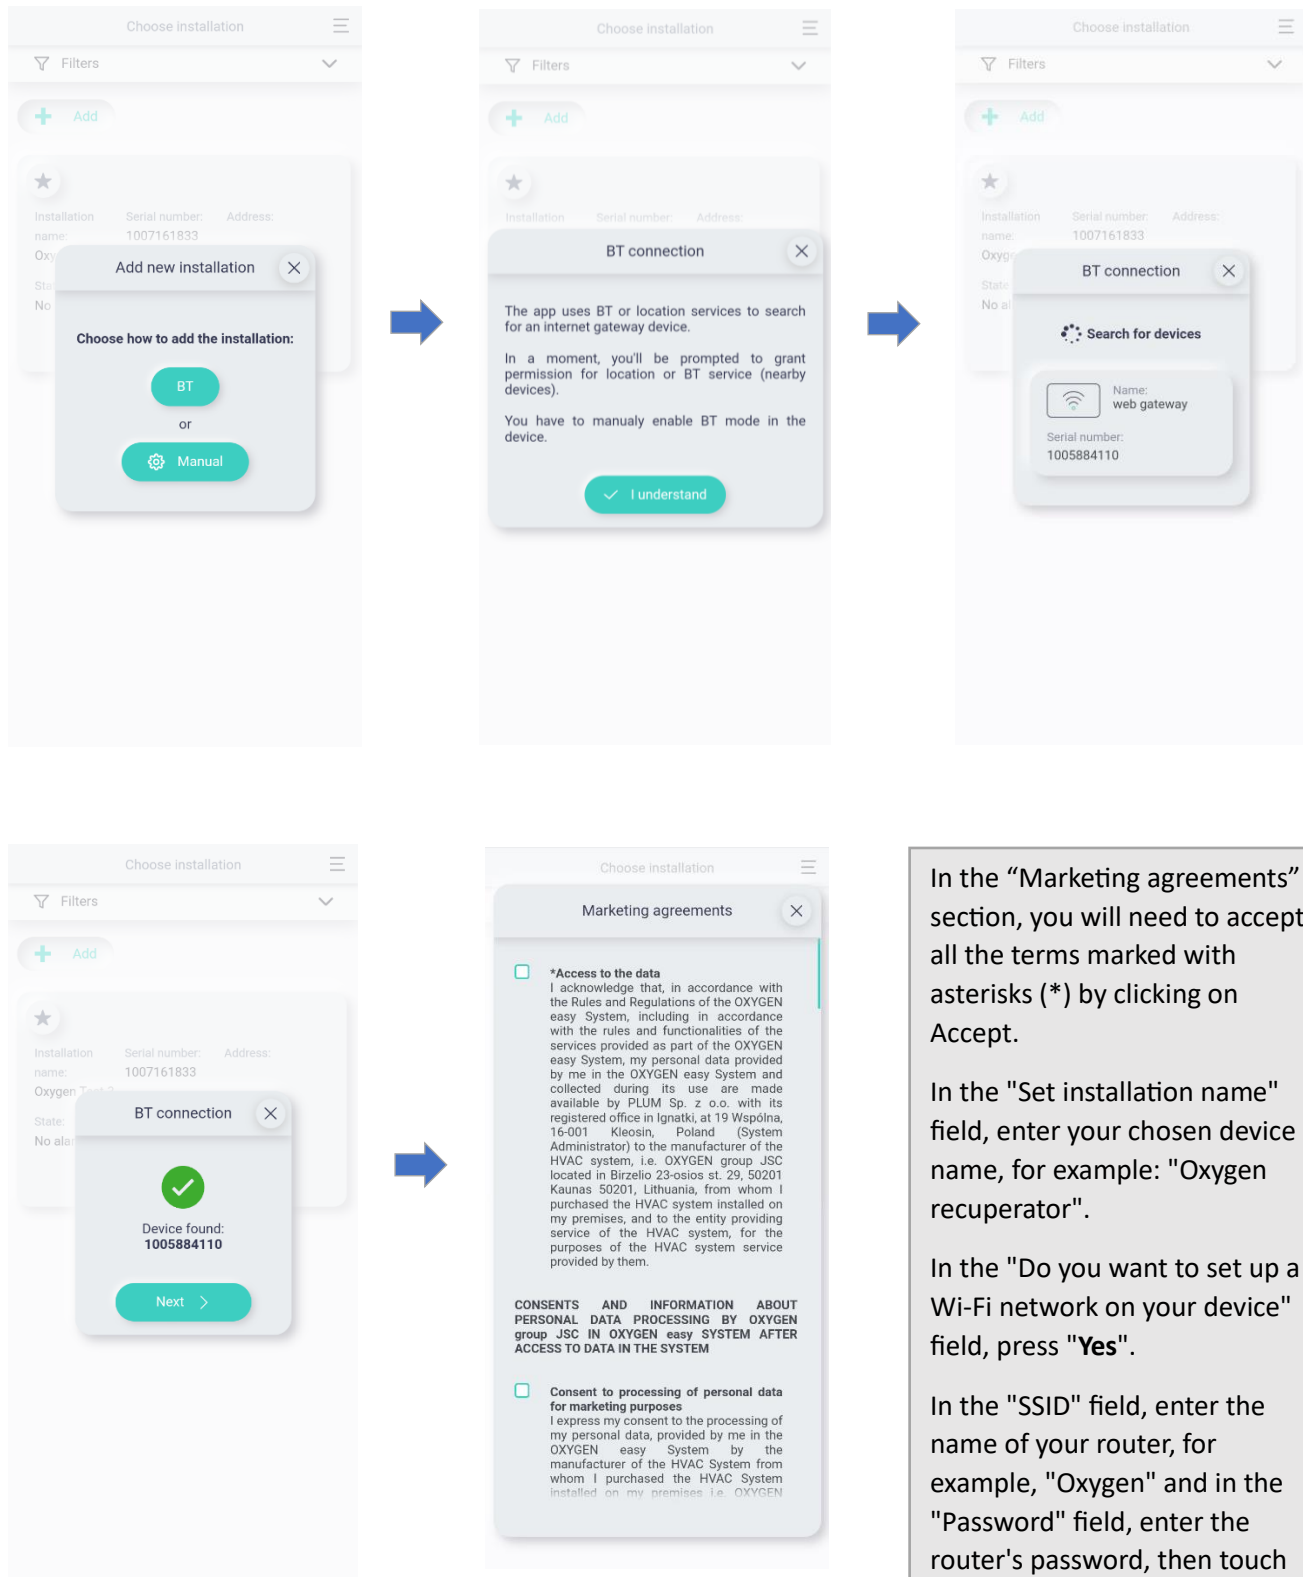 Choose installation
Filters
Add
Installation name:
Oxy
Serial number:
1007161833
Address:
Sta
No
Add new installation
Choose how to add the installation:
BT
or
Manual
Choose installation
Filters
Add
Installation
Serial number:
Address:
BT connection
The app uses BT or location services to search
for an internet gateway device.
In a moment, you'll be prompted to grant
permission for location or BT service (nearby
devices).
You have to manualy enable BT mode in the
device.
I understand
Choose installation
Filters
Add
Installation name:
Oxyge
Serial number:
1007161833
Address:
State
No al
BT connection
Search for devices
Name:
web gateway
Serial number:
1005884110
Choose installation
Filters
Add
Installation name:
Oxygen
Serial number:
1007161833
Address:
State:
No alar
BT connection
Device found:
1005884110
Next
Choose installation
Marketing agreements
*Access to the data
I acknowledge that, in accordance with
the Rules and Regulations of the OXYGEN
easy System, including in accordance
with the rules and functionalities of the
services provided as part of the OXYGEN
easy System, my personal data provided
by me in the OXYGEN easy System and
collected during its use are made
available by PLUM Sp. z o.o. with its
registered office in Ignatki, at 19 Wspólna,
16-001 Kleosin, Poland (System
Administrator) to the manufacturer of the
HVAC system, i.e. OXYGEN group JSC
located in Birzelio 23-osios st. 29, 50201
Kaunas 50201, Lithuania, from whom I
purchased the HVAC system installed on
my premises, and to the entity providing
service of the HVAC system, for the
purposes of the HVAC system service
provided by them.
CONSENTS AND INFORMATION ABOUT
PERSONAL DATA PROCESSING BY OXYGEN
group JSC IN OXYGEN easy SYSTEM AFTER
ACCESS TO DATA IN THE SYSTEM
Consent to processing of personal data
for marketing purposes
I express my consent to the processing of
my personal data, provided by me in the
OXYGEN easy System by the
manufacturer of the HVAC System from
whom I purchased the HVAC System
installed on my premises i.e. OXYGEN
In the “Marketing agreements”
section, you will need to accept
all the terms marked with
asterisks (*) by clicking on
Accept.
In the "Set installation name"
field, enter your chosen device
name, for example: "Oxygen
recuperator".
In the "Do you want to set up a
Wi-Fi network on your device"
field, press "Yes".
In the "SSID" field, enter the
name of your router, for
example, "Oxygen" and in the
"Password" field, enter the
router's password, then touch